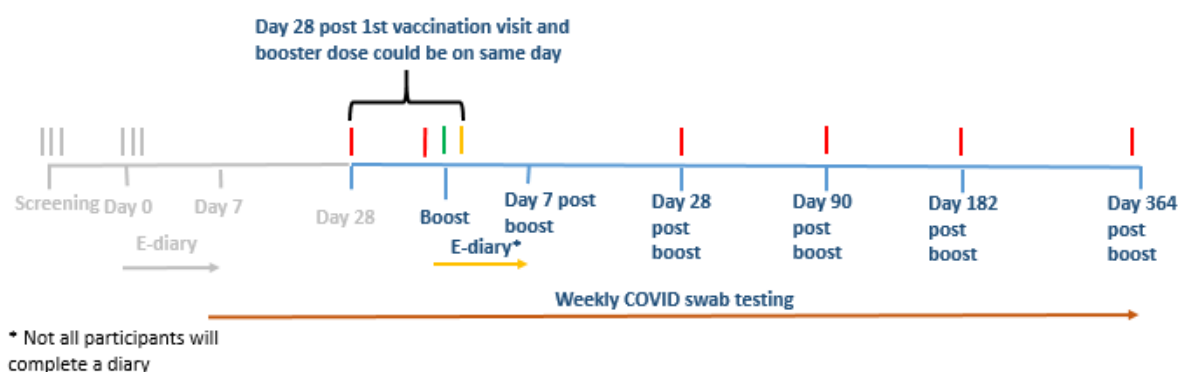 Day 28 post 1st vaccination visit and
booster dose could be on same day
Screening
Day 0
Day 7
Day 28
Boost
Day 7 post
boost
Day 28
post
boost
Day 90
post
boost
Day 182
post
boost
Day 364
post
boost
E-diary
E-diary*
Weekly COVID swab testing
* Not all participants will
complete a diary